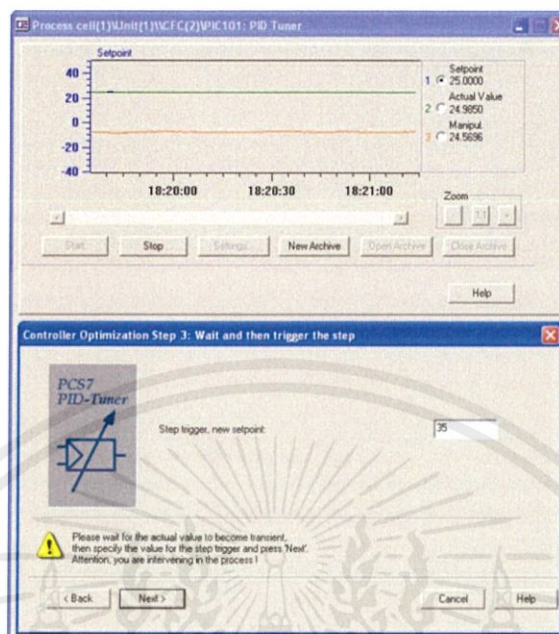 Process cell(1)\Unit(1)\\CFC(2)\PIC101: PID Tuner
Setpoint
40
20
0
-20
-40
18:20:00
18:20:30
18:21:00
Setpoint
1 25.0000
Actual Value
2 24.9850
Manipul.
3 24.5696
Zoom
- 1:1 +
Start
Stop
Settings...
New Archive
Open Archive
Close Archive
Help
Controller Optimization Step 3: Wait and then trigger the step
PCS7
PID-Tuner
Step trigger, new setpoint:
35
Please wait for the actual value to become transient,
then specify the value for the step trigger and press 'Next'.
Attention, you are intervening in the process !
< Back
Next >
Cancel
Help